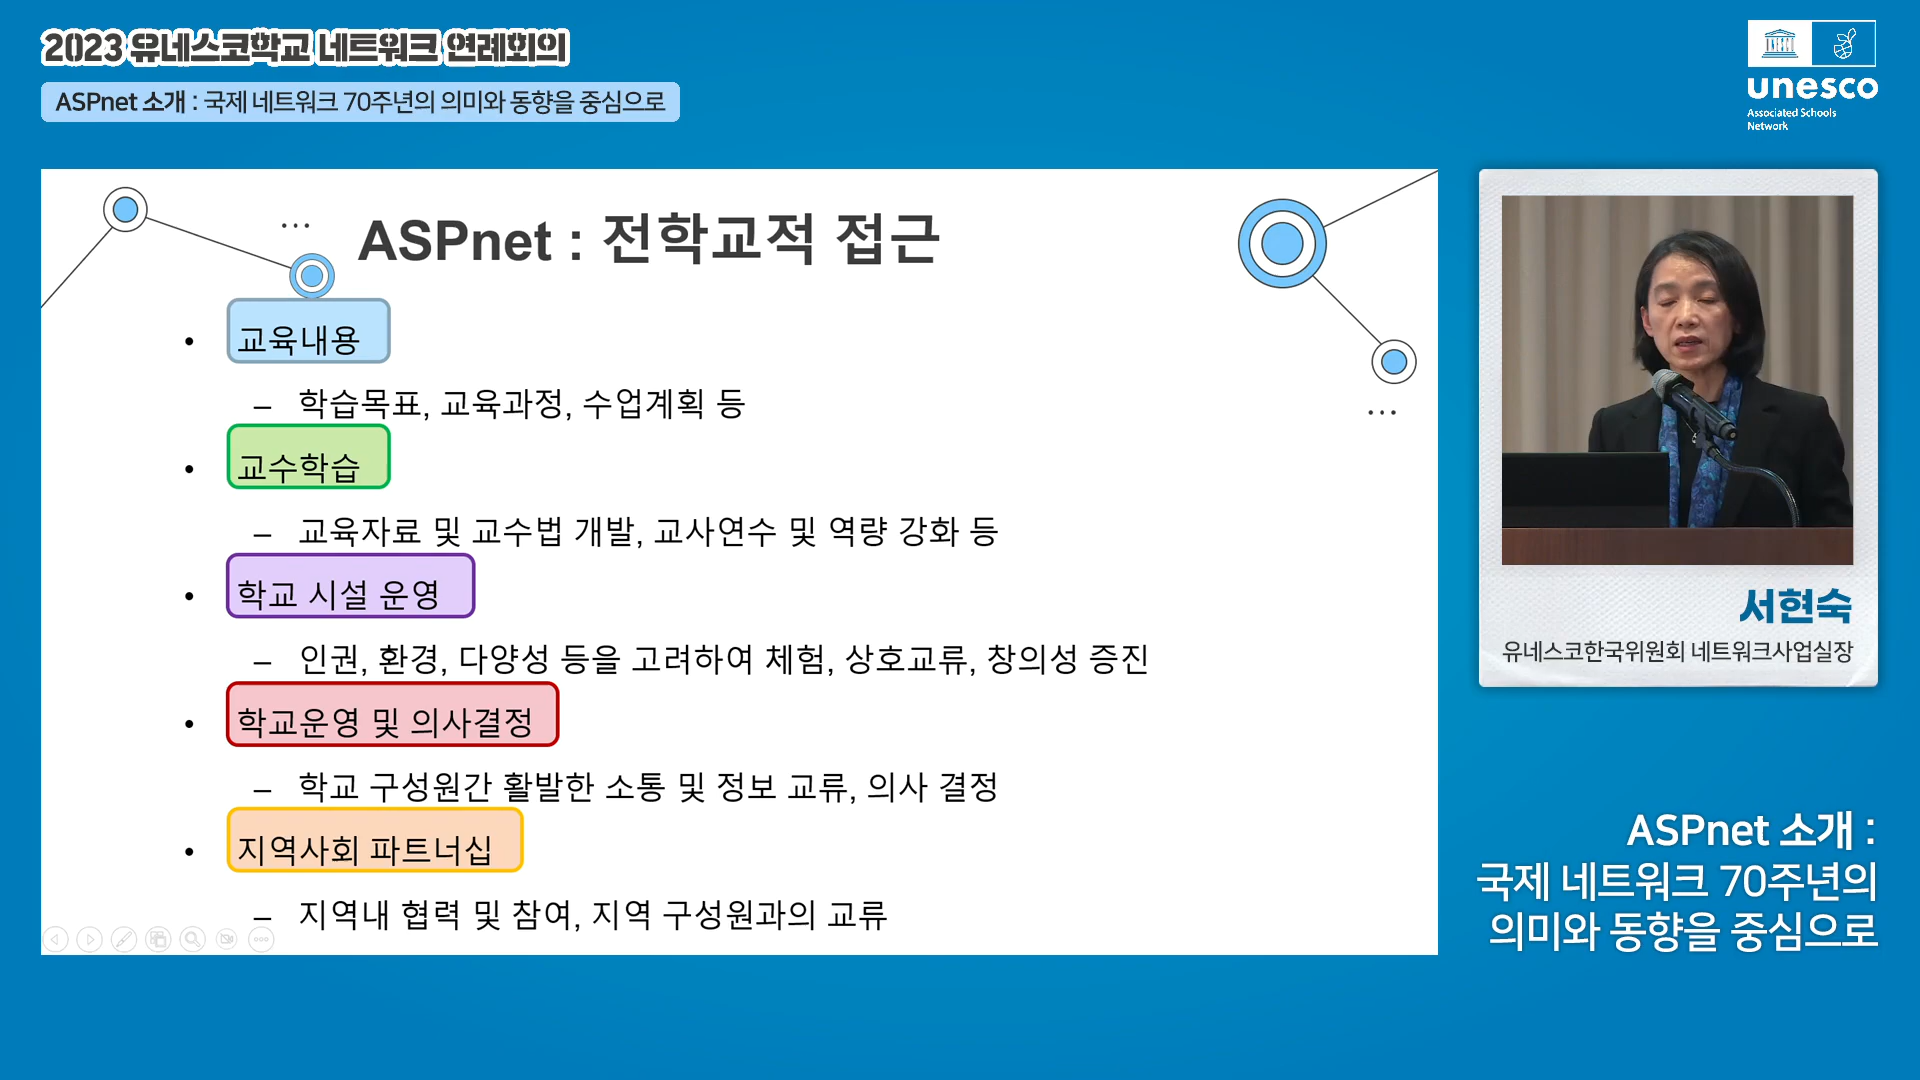 2023 유네스코학교 네트워크 연례회의
ASPnet 소개 : 국제 네트워크 70주년의 의미와 동향을 중심으로
unesco
Associated Schools
Network
ASPnet : 전학교적 접근
• 교육내용
– 학습목표, 교육과정, 수업계획 등
• 교수학습
– 교육자료 및 교수법 개발, 교사연수 및 역량 강화 등
• 학교 시설 운영
– 인권, 환경, 다양성 등을 고려하여 체험, 상호교류, 창의성 증진
• 학교운영 및 의사결정
– 학교 구성원간 활발한 소통 및 정보 교류, 의사 결정
• 지역사회 파트너십
– 지역내 협력 및 참여, 지역 구성원과의 교류
서현숙
유네스코한국위원회 네트워크사업실장
ASPnet 소개 :
국제 네트워크 70주년의
의미와 동향을 중심으로